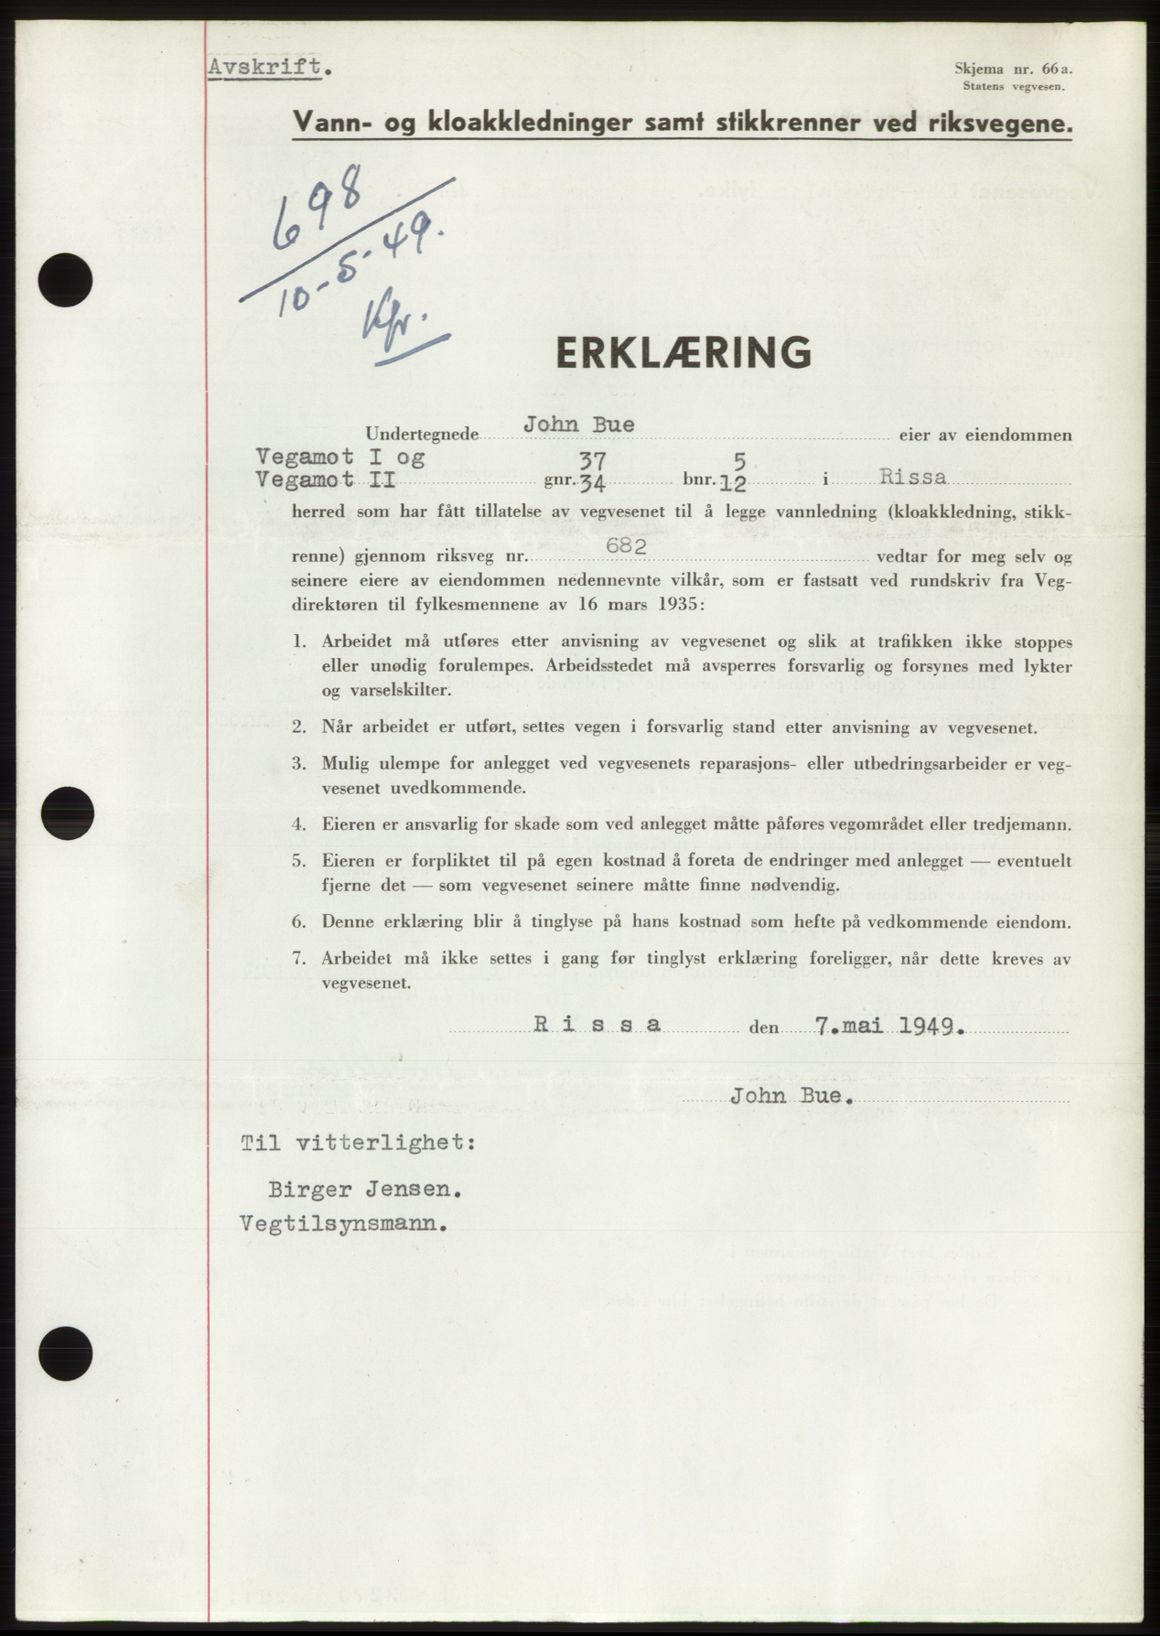 Avskrift.
Skjema nr. 66a.
Statens vegvesen.
Vann- og kloakkledninger samt stikkrenner ved riksvegene.
698
10-5-49.
Kfr.
ERKLÆRING
Undertegnede John Bue eier av eiendommen
Vegamot I og 37 5
Vegamot II gnr. 34 bnr. 12 i Rissa
herred som har fått tillatelse av vegvesenet til å legge vannledning (kloakkledning, stikk-
renne) gjennom riksveg nr. 682 vedtar for meg selv og
seinere eiere av eiendommen nedennevnte vilkår, som er fastsatt ved rundskriv fra Veg-
direktøren til fylkesmennene av 16 mars 1935:
1. Arbeidet må utføres etter anvisning av vegvesenet og slik at trafikken ikke stoppes
eller unødig forulempes. Arbeidsstedet må avsperres forsvarlig og forsynes med lykter
og varselskilter.
2. Når arbeidet er utført, settes vegen i forsvarlig stand etter anvisning av vegvesenet.
3. Mulig ulempe for anlegget ved vegvesenets reparasjons- eller utbedringsarbeider er veg-
vesenet uvedkommende.
4. Eieren er ansvarlig for skade som ved anlegget måtte påføres vegområdet eller tredjemann.
5. Eieren er forpliktet til på egen kostnad å foreta de endringer med anlegget — eventuelt
fjerne det — som vegvesenet seinere måtte finne nødvendig.
6. Denne erklæring blir å tinglyse på hans kostnad som hefte på vedkommende eiendom.
7. Arbeidet må ikke settes i gang før tinglyst erklæring foreligger, når dette kreves av
vegvesenet.
R i s s a den 7.mai 1949.
John Bue.
Til vitterlighet:
Birger Jensen.
Vegtilsynsmann.